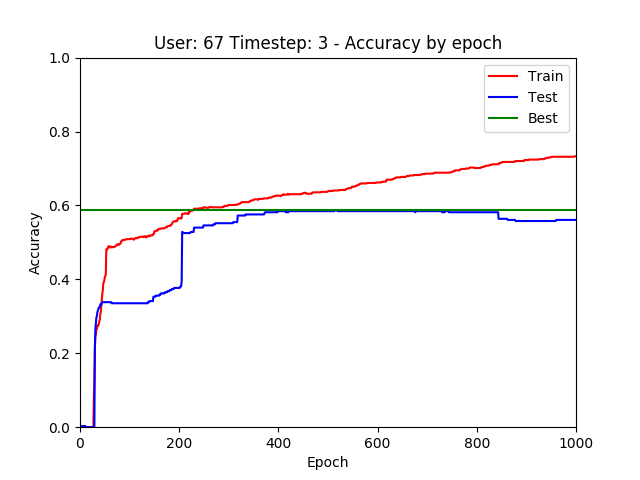 User: 67 Timestep: 3 - Accuracy by epoch
1.0
0.8
0.6
0.4
0.2
0.0
Accuracy
Train
Test
Best
0 200 400 600 800 1000
Epoch